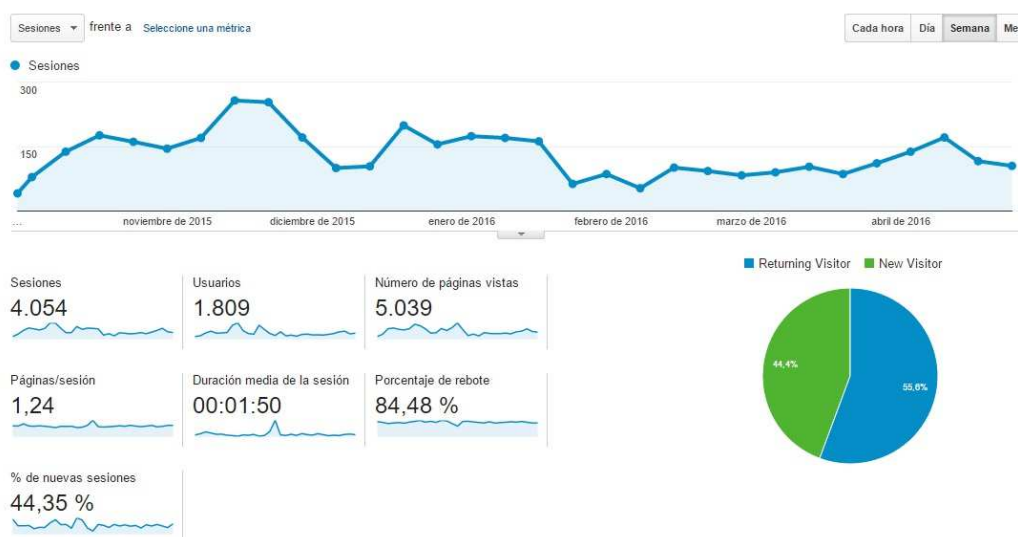 Sesiones frente a Seleccione una métrica
Cada hora Día Semana Me
Sesiones
300
150
... noviembre de 2015 diciembre de 2015 enero de 2016 febrero de 2016 marzo de 2016 abril de 2016
Returning Visitor New Visitor
Sesiones
4.054
Usuarios
1.809
Número de páginas vistas
5.039
Páginas/sesión
1,24
Duración media de la sesión
00:01:50
Porcentaje de rebote
84,48 %
% de nuevas sesiones
44,35 %
44,4%
55,6%